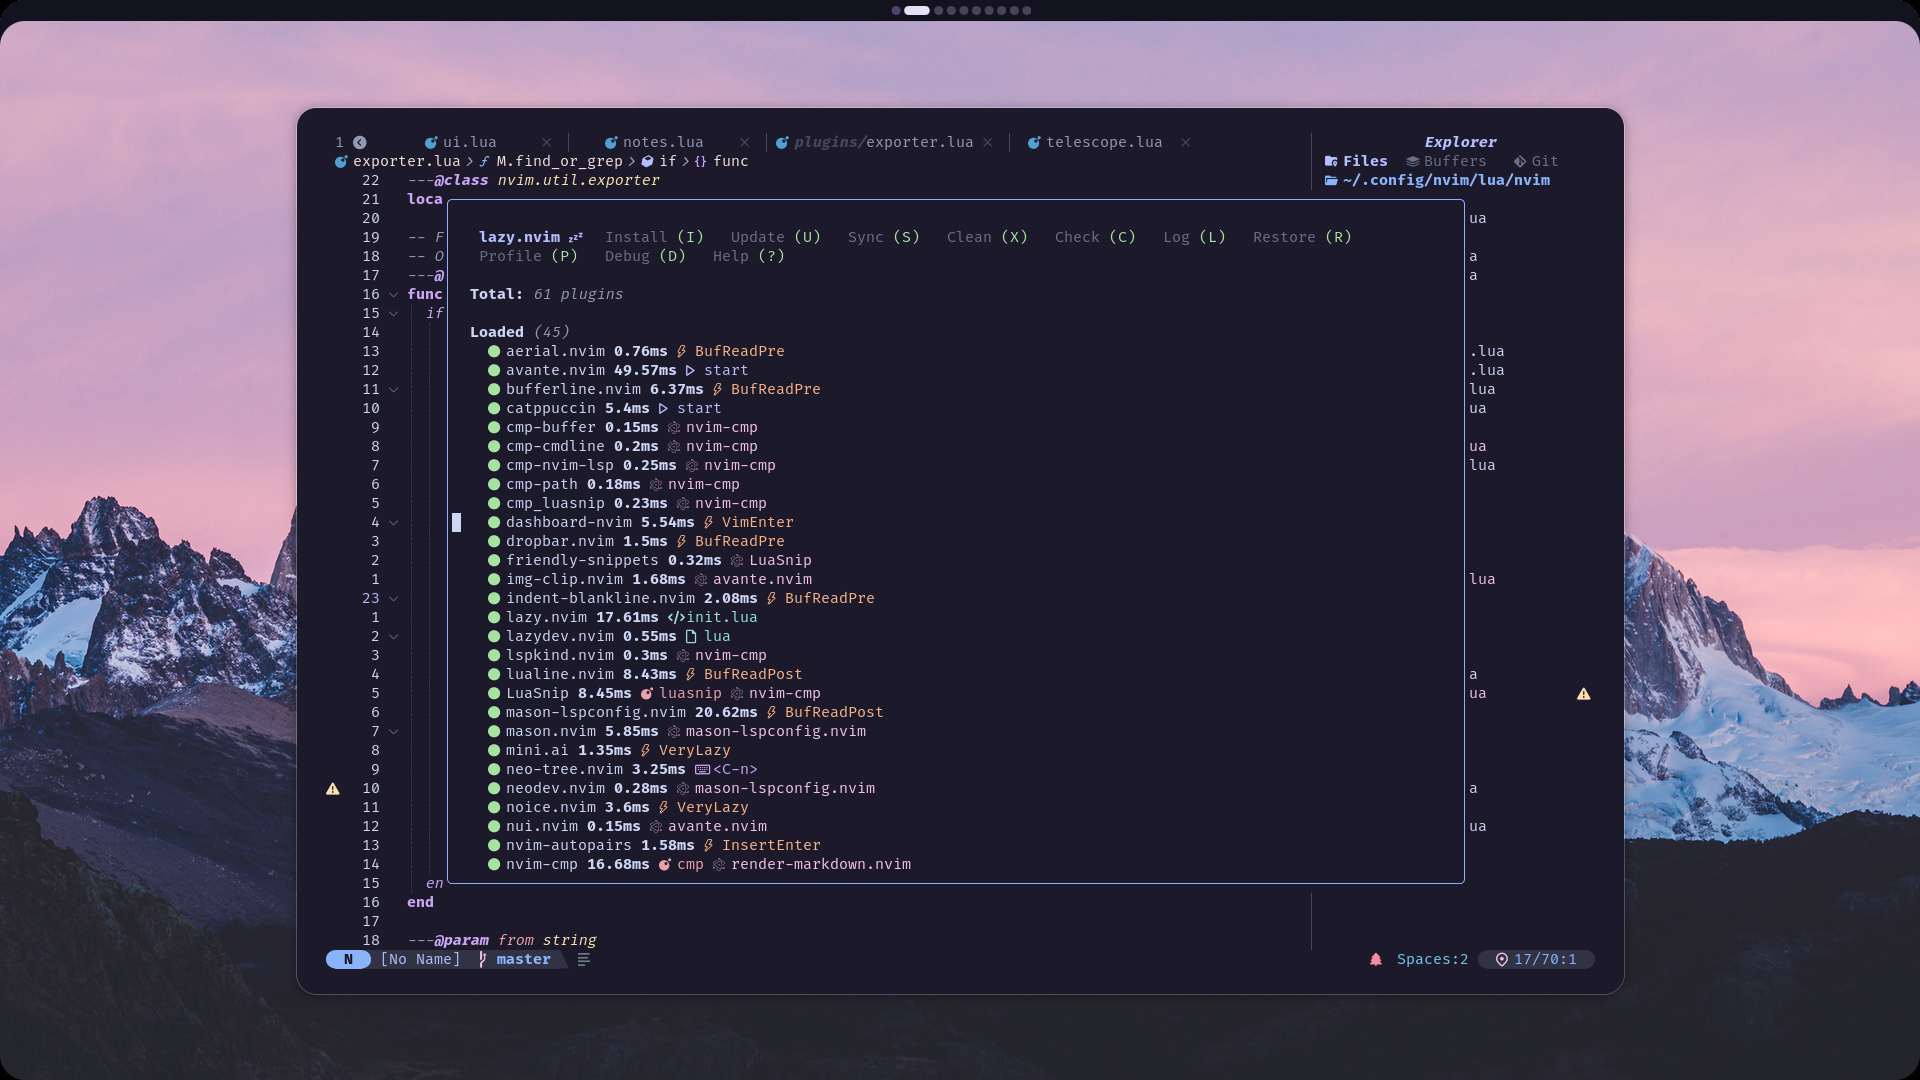 1 ui.lua notes.lua plugins/exporter.lua telescope.lua Explorer
exporter.lua > ƒ M.find_or_grep > if > {} func Files Buffers Git
22 ---@class nvim.util.exporter ~/.config/nvim/lua/nvim
21 loca
20 ua
19 -- F lazy.nvim zzz Install (I) Update (U) Sync (S) Clean (X) Check (C) Log (L) Restore (R)
18 -- O Profile (P) Debug (D) Help (?) a
17 ---@ a
16 func Total: 61 plugins
15 if
14 Loaded (45)
13 aerial.nvim 0.76ms BufReadPre .lua
12 avante.nvim 49.57ms start .lua
11 bufferline.nvim 6.37ms BufReadPre lua
10 catppuccin 5.4ms start ua
9 cmp-buffer 0.15ms nvim-cmp
8 cmp-cmdline 0.2ms nvim-cmp ua
7 cmp-nvim-lsp 0.25ms nvim-cmp lua
6 cmp-path 0.18ms nvim-cmp
5 cmp_luasnip 0.23ms nvim-cmp
4 dashboard-nvim 5.54ms VimEnter
3 dropbar.nvim 1.5ms BufReadPre
2 friendly-snippets 0.32ms LuaSnip
1 img-clip.nvim 1.68ms avante.nvim lua
23 indent-blankline.nvim 2.08ms BufReadPre
1 lazy.nvim 17.61ms </>init.lua
2 lazydev.nvim 0.55ms lua
3 lspkind.nvim 0.3ms nvim-cmp
4 lualine.nvim 8.43ms BufReadPost a
5 LuaSnip 8.45ms luasnip nvim-cmp ua
6 mason-lspconfig.nvim 20.62ms BufReadPost
7 mason.nvim 5.85ms mason-lspconfig.nvim
8 mini.ai 1.35ms VeryLazy
9 neo-tree.nvim 3.25ms <C-n>
10 neodev.nvim 0.28ms mason-lspconfig.nvim a
11 noice.nvim 3.6ms VeryLazy
12 nui.nvim 0.15ms avante.nvim ua
13 nvim-autopairs 1.58ms InsertEnter
14 nvim-cmp 16.68ms cmp render-markdown.nvim
15 en
16 end
17
18 ---@param from string
N [No Name] master Spaces:2 17/70:1